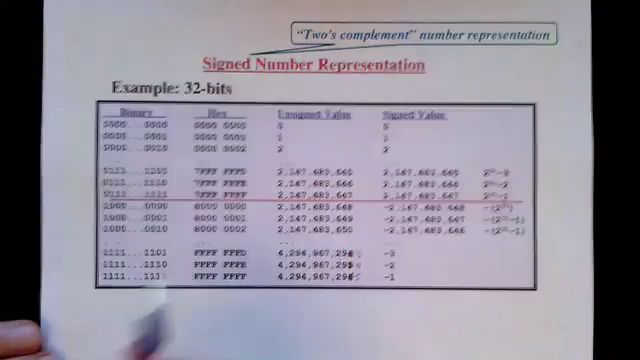 "Two's complement" number representation
Signed Number Representation
Example: 32-bits
Binary Hex Unsigned Value Signed Value
0000...0000 0000 0000 0 0
0000...0001 0000 0001 1 1
0000...0010 0000 0002 2 2
... ... ... ...
0111...1101 7FFF FFFD 2,147,483,645 2,147,483,645
0111...1110 7FFF FFFE 2,147,483,646 2,147,483,646
0111...1111 7FFF FFFF 2,147,483,647 2,147,483,647
1000...0000 8000 0000 2,147,483,648 -2,147,483,648
1000...0001 8000 0001 2,147,483,649 -2,147,483,647
1000...0010 8000 0002 2,147,483,650 -2,147,483,646
... ... ... ...
1111...1101 FFFF FFFD -3
1111...1110 FFFF FFFE -2
1111...1111 FFFF FFFF -1